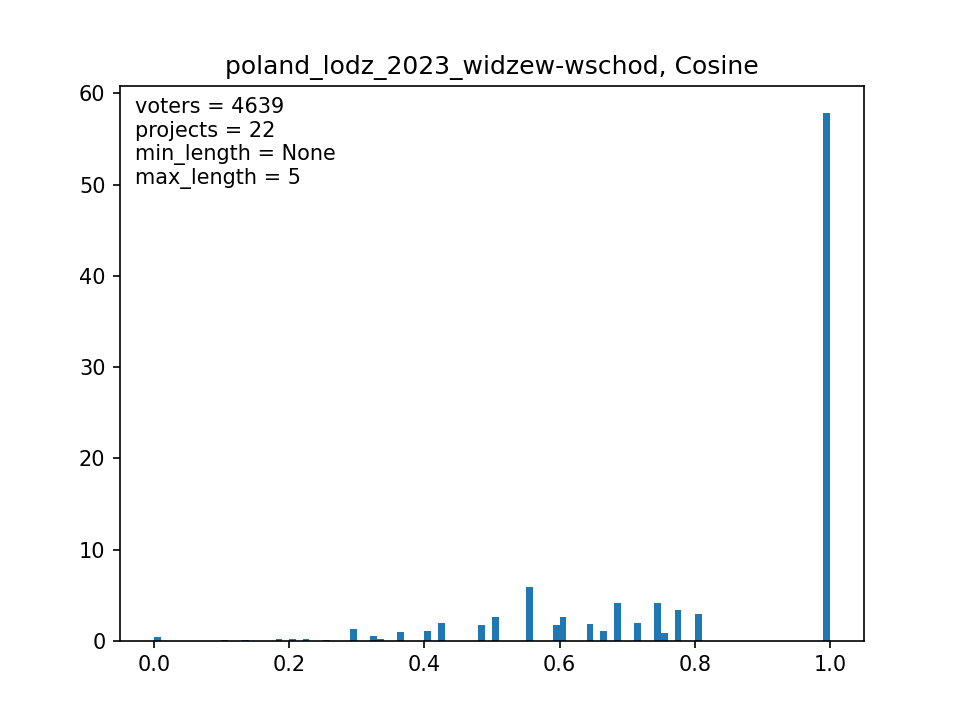 poland_lodz_2023_widzew-wschod, Cosine
voters = 4639
projects = 22
min_length = None
max_length = 5
60
50
40
30
20
10
0
0.0 0.2 0.4 0.6 0.8 1.0